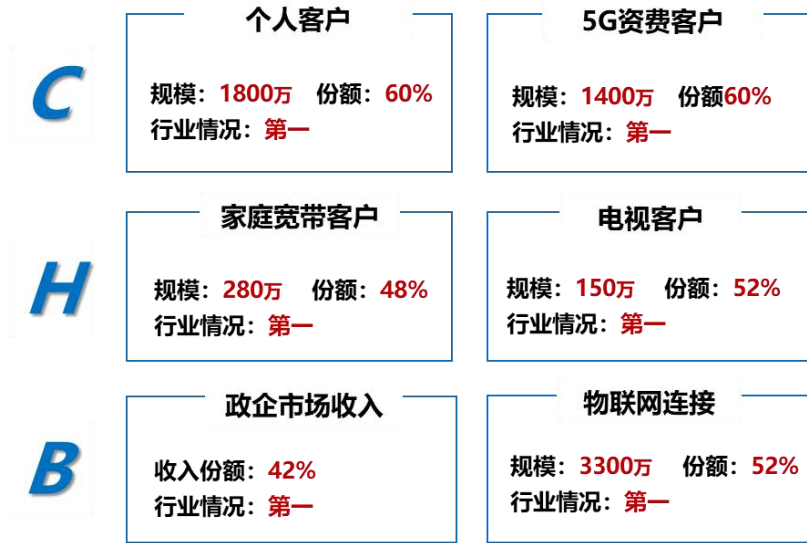 C
个人客户
规模：1800万 份额：60%
行业情况：第一
5G资费客户
规模：1400万 份额60%
行业情况：第一
H
家庭宽带客户
规模：280万 份额：48%
行业情况：第一
电视客户
规模：150万 份额：52%
行业情况：第一
B
政企市场收入
收入份额：42%
行业情况：第一
物联网连接
规模：3300万 份额：52%
行业情况：第一